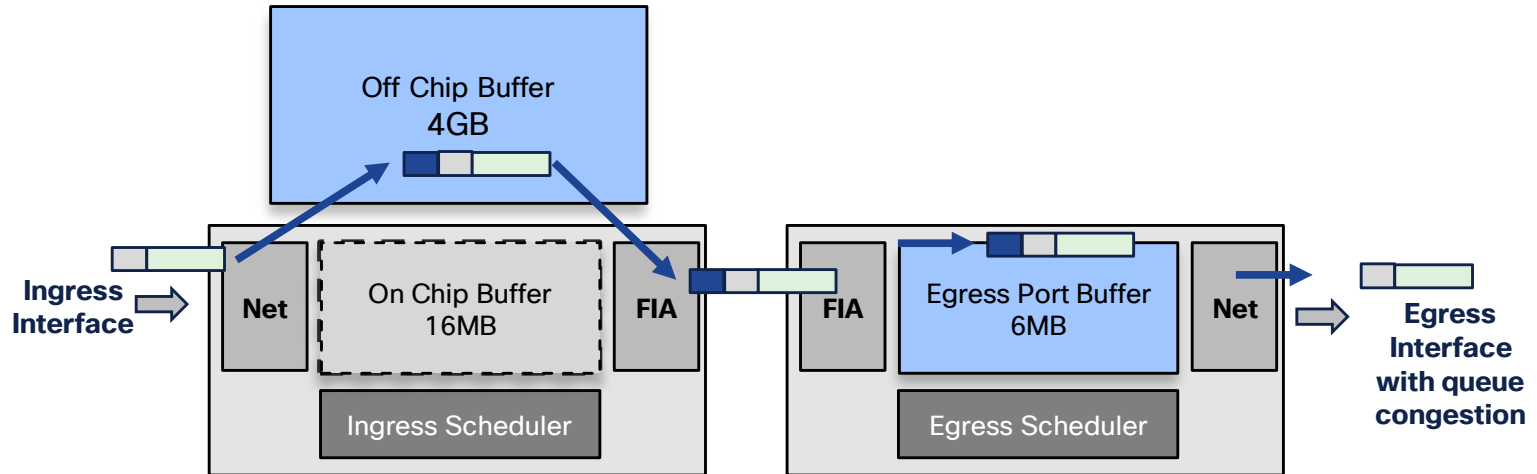 Off Chip Buffer
4GB
Ingress
Interface
Net
On Chip Buffer
16MB
FIA
Ingress Scheduler
FIA
Egress Port Buffer
6MB
Net
Egress Scheduler
Egress
Interface
with queue
congestion